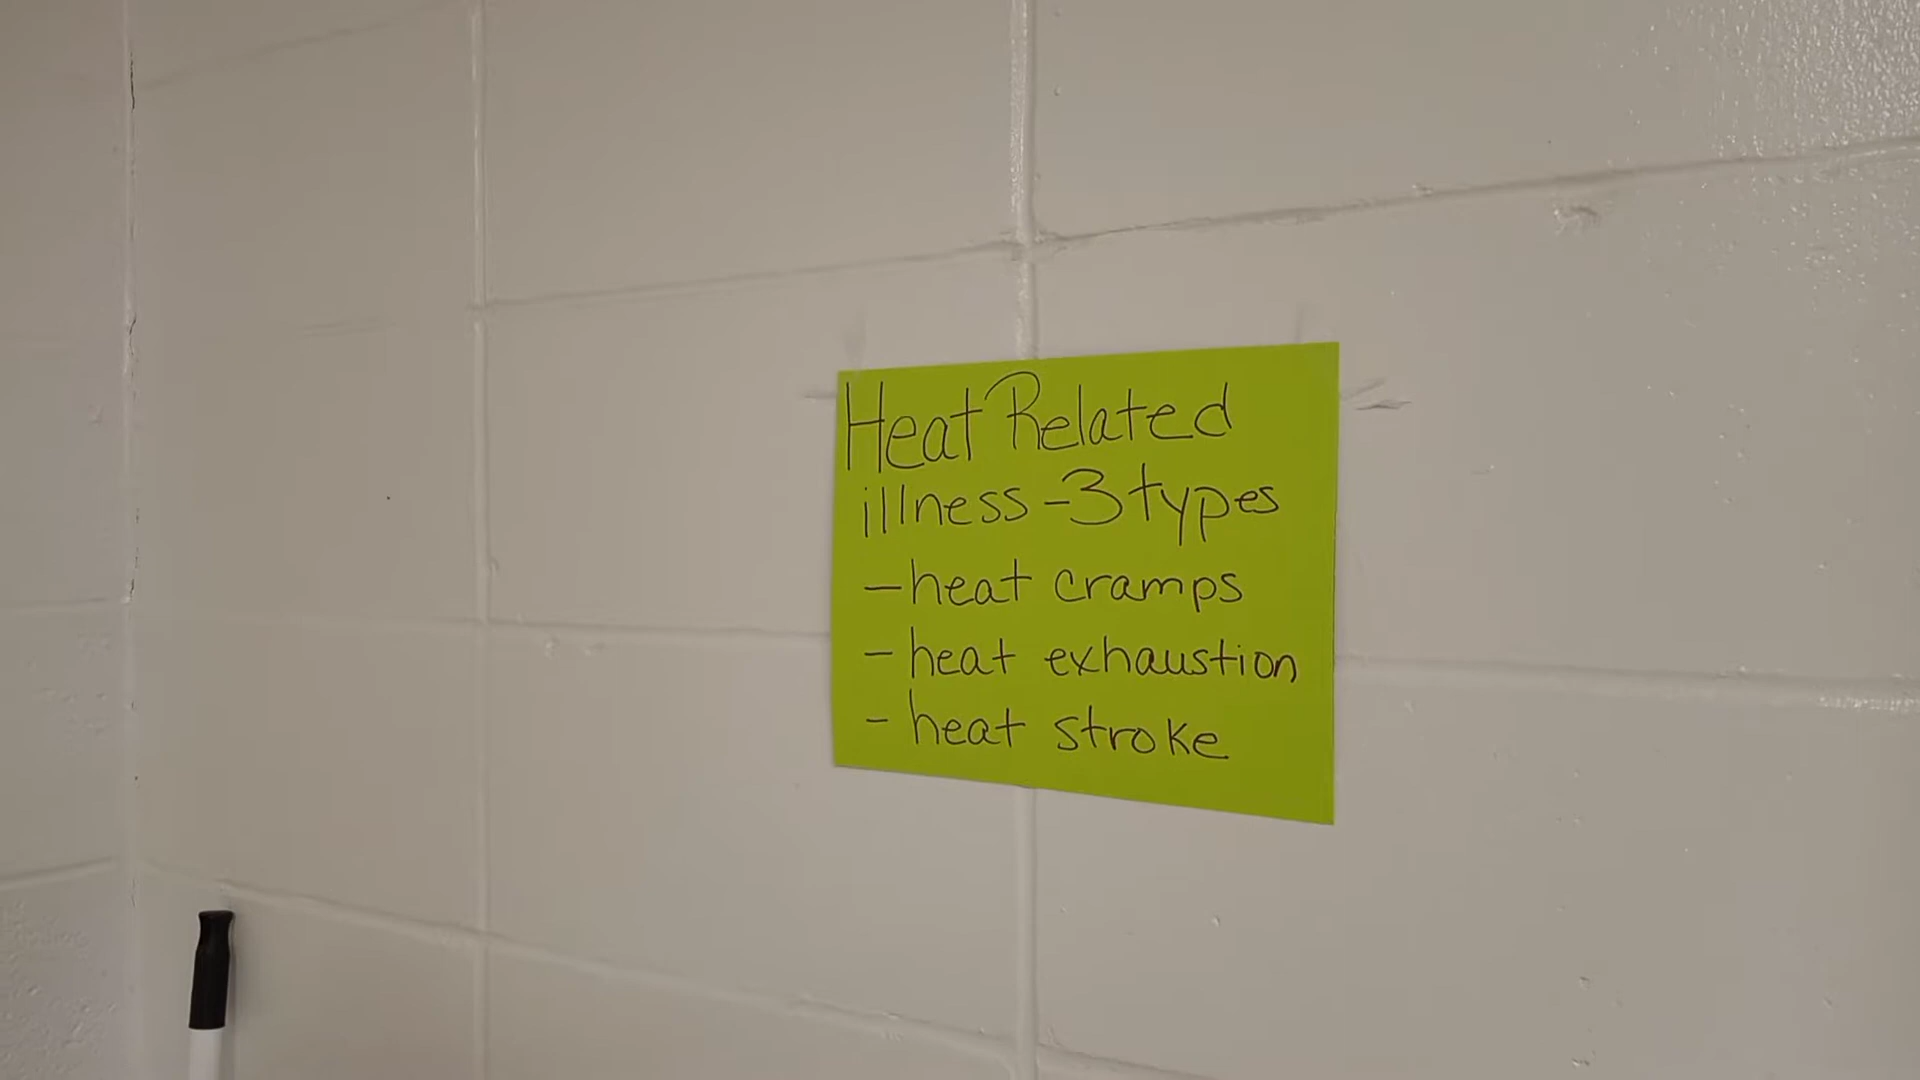 Heat Related
illness - 3 types
- heat cramps
- heat exhaustion
- heat stroke